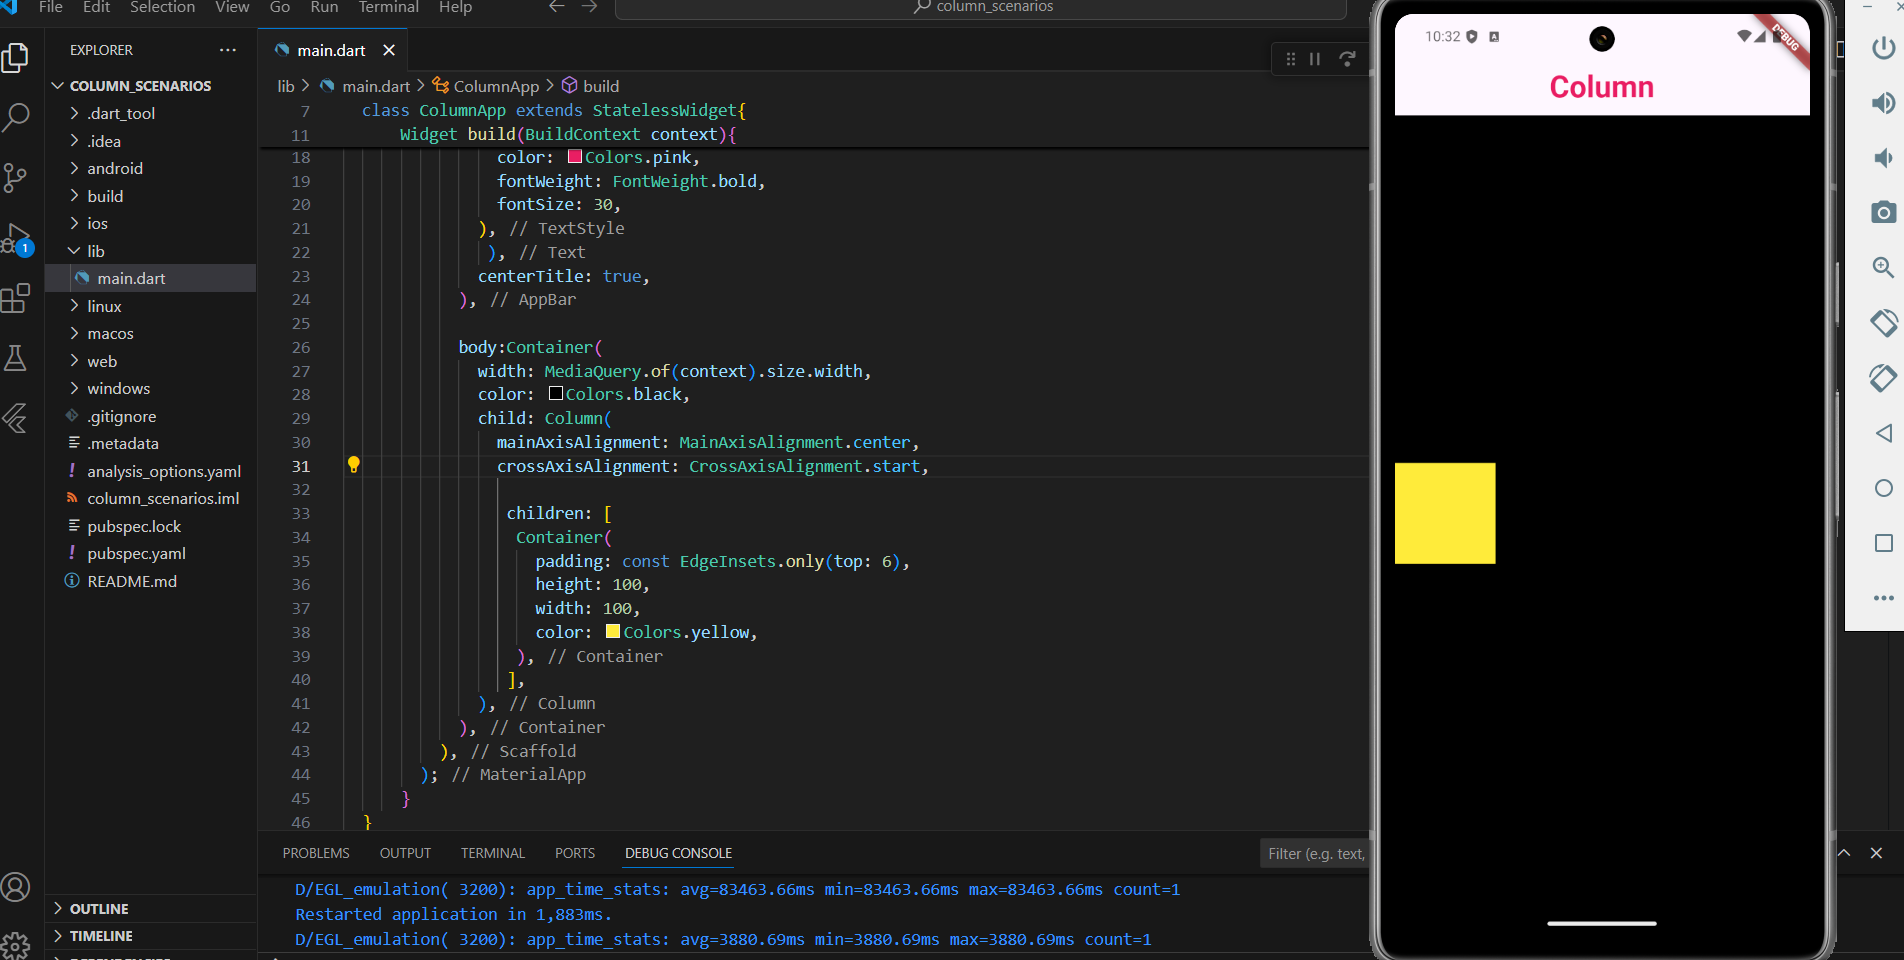 File Edit Selection View Go Run Terminal Help
column_scenarios
EXPLORER
COLUMN_SCENARIOS
.dart_tool
.idea
android
build
ios
lib
main.dart
linux
macos
web
windows
.gitignore
.metadata
analysis_options.yaml
column_scenarios.iml
pubspec.lock
pubspec.yaml
README.md
OUTLINE
TIMELINE
1
main.dart
lib > main.dart > ColumnApp > build
7 class ColumnApp extends StatelessWidget{
11 Widget build(BuildContext context){
18 color: Colors.pink,
19 fontWeight: FontWeight.bold,
20 fontSize: 30,
21 ), // TextStyle
22 ), // Text
23 centerTitle: true,
24 ), // AppBar
25
26 body:Container(
27 width: MediaQuery.of(context).size.width,
28 color: Colors.black,
29 child: Column(
30 mainAxisAlignment: MainAxisAlignment.center,
31 crossAxisAlignment: CrossAxisAlignment.start,
32
33 children: [
34 Container(
35 padding: const EdgeInsets.only(top: 6),
36 height: 100,
37 width: 100,
38 color: Colors.yellow,
39 ), // Container
40 ],
41 ), // Column
42 ), // Container
43 ), // Scaffold
44 ); // MaterialApp
45 }
46 }
PROBLEMS OUTPUT TERMINAL PORTS DEBUG CONSOLE
Filter (e.g. text,
D/EGL_emulation( 3200): app_time_stats: avg=83463.66ms min=83463.66ms max=83463.66ms count=1
Restarted application in 1,883ms.
D/EGL_emulation( 3200): app_time_stats: avg=3880.69ms min=3880.69ms max=3880.69ms count=1
10:32
DEBUG
Column